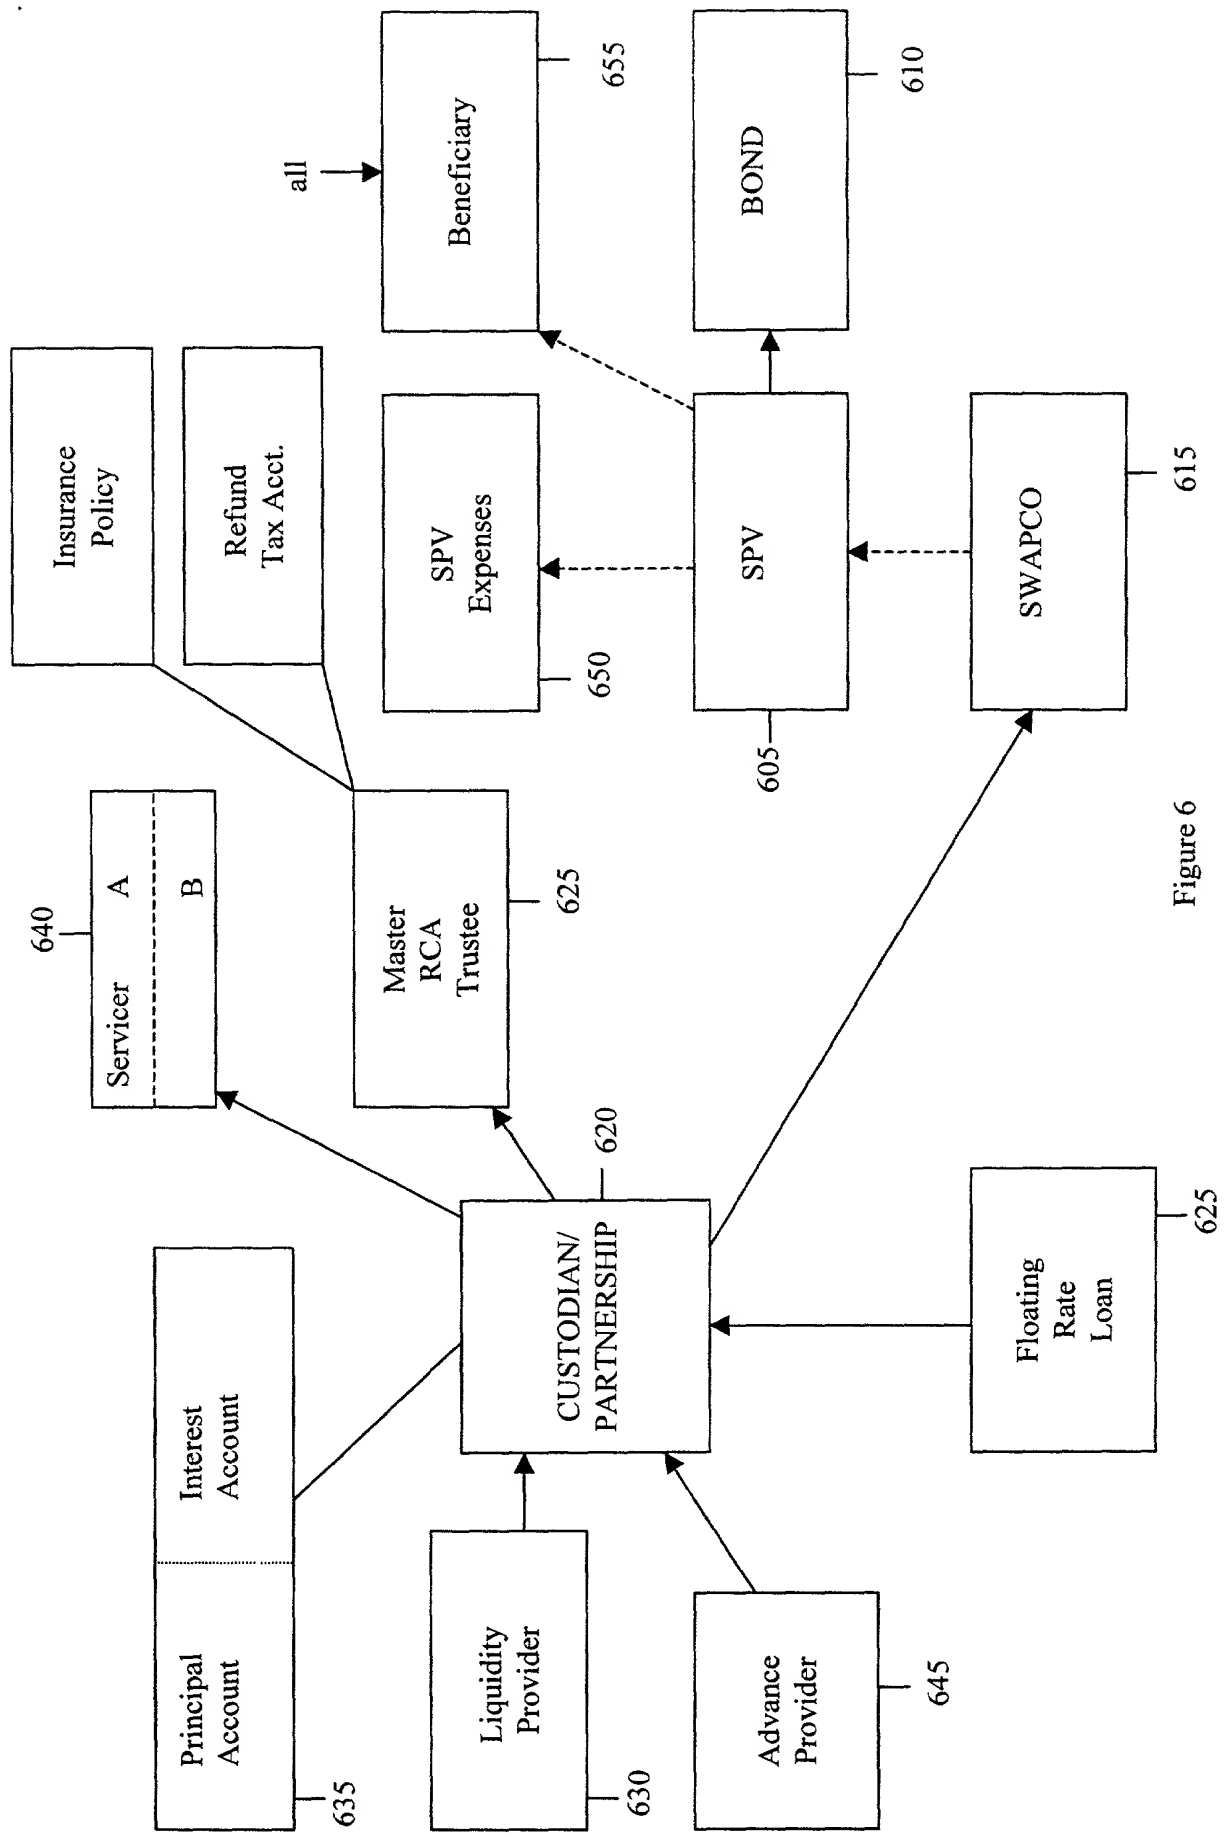 Principal
Account
Interest
Account
635
Servicer A
B
640
Insurance
Policy
Refund
Tax Acct.
Master
RCA
Trustee
625
all
Beneficiary
655
Liquidity
Provider
630
CUSTODIAN/
PARTNERSHIP
620
SPV
Expenses
650
Advance
Provider
645
SPV
605
BOND
610
Floating
Rate
Loan
625
SWAPCO
615
Figure 6